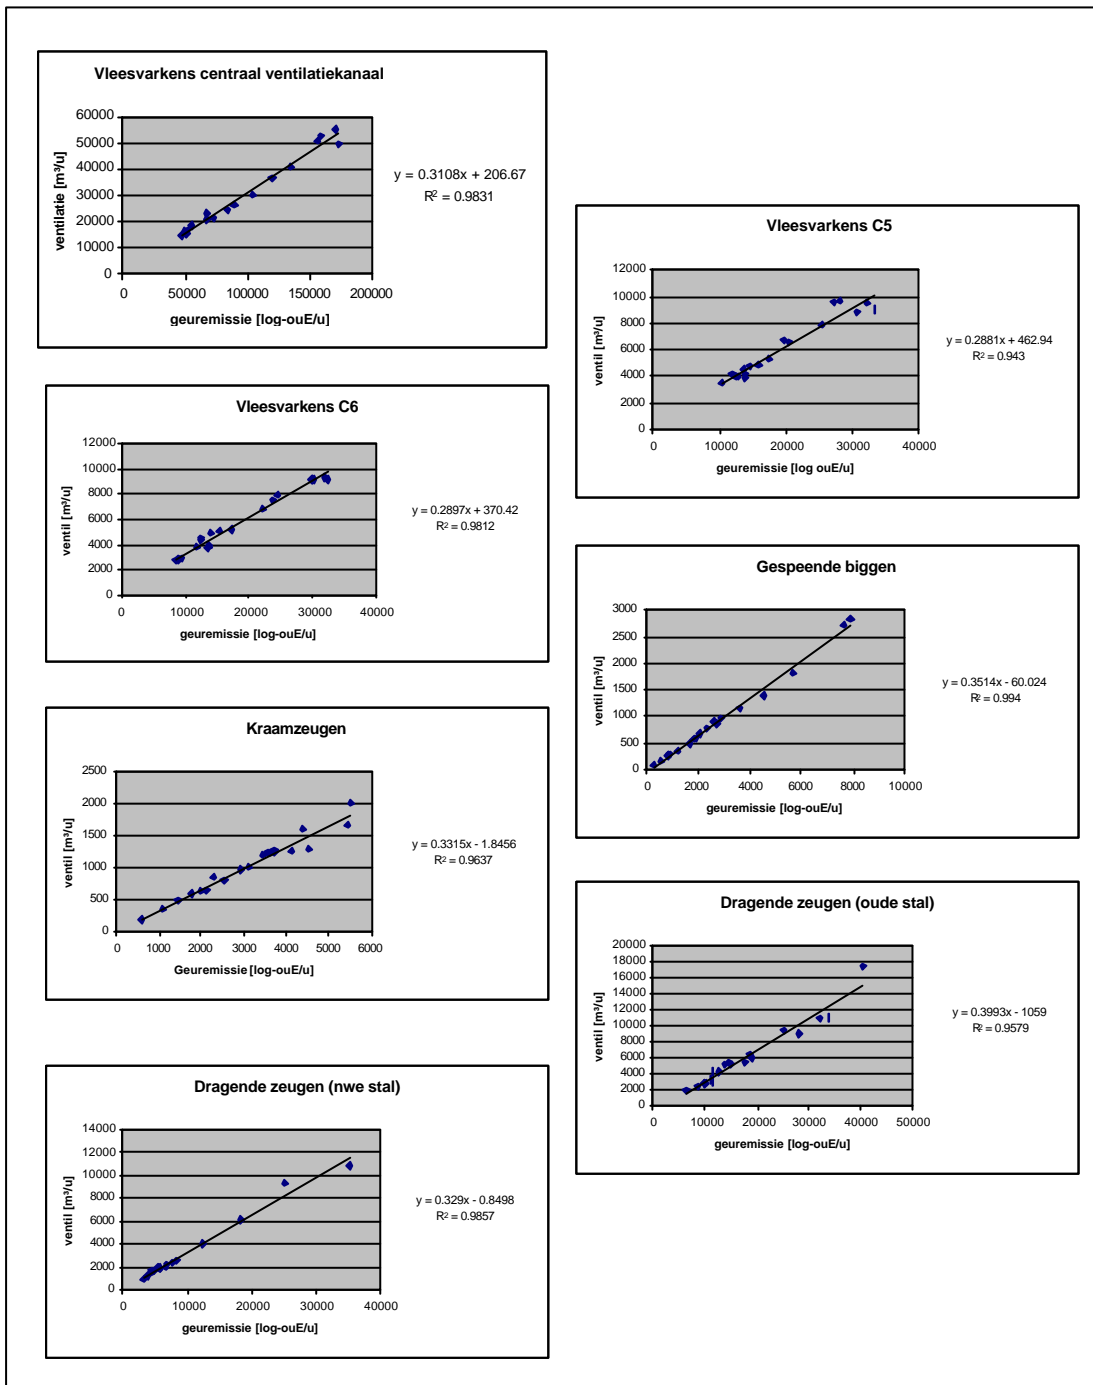 Vleesvarkens centraal ventilatiekanaal
ventilatie [m³/u]
60000
50000
40000
30000
20000
10000
0
0 50000 100000 150000 200000
geuremissie [log-ouE/u]
y = 0.3108x + 206.67
R² = 0.9831
Vleesvarkens C5
ventil [m³/u]
12000
10000
8000
6000
4000
2000
0
0 10000 20000 30000 40000
geuremissie [log ouE/u]
y = 0.2881x + 462.94
R² = 0.943
Vleesvarkens C6
ventil [m³/u]
12000
10000
8000
6000
4000
2000
0
0 10000 20000 30000 40000
geuremissie [log-ouE/u]
y = 0.2897x + 370.42
R² = 0.9812
Gespeende biggen
ventil [m³/u]
3000
2500
2000
1500
1000
500
0
0 2000 4000 6000 8000 10000
geuremissie [log-ouE/u]
y = 0.3514x - 60.024
R² = 0.994
Kraamzeugen
ventil [m³/u]
2500
2000
1500
1000
500
0
0 1000 2000 3000 4000 5000 6000
Geuremissie [log-ouE/u]
y = 0.3315x - 1.8456
R² = 0.9637
Dragende zeugen (oude stal)
ventil [m³/u]
20000
18000
16000
14000
12000
10000
8000
6000
4000
2000
0
0 10000 20000 30000 40000 50000
geuremissie [log-ouE/u]
y = 0.3993x - 1059
R² = 0.9579
Dragende zeugen (nwe stal)
ventil [m³/u]
14000
12000
10000
8000
6000
4000
2000
0
0 10000 20000 30000 40000
geuremissie [log-ouE/u]
y = 0.329x - 0.8498
R² = 0.9857